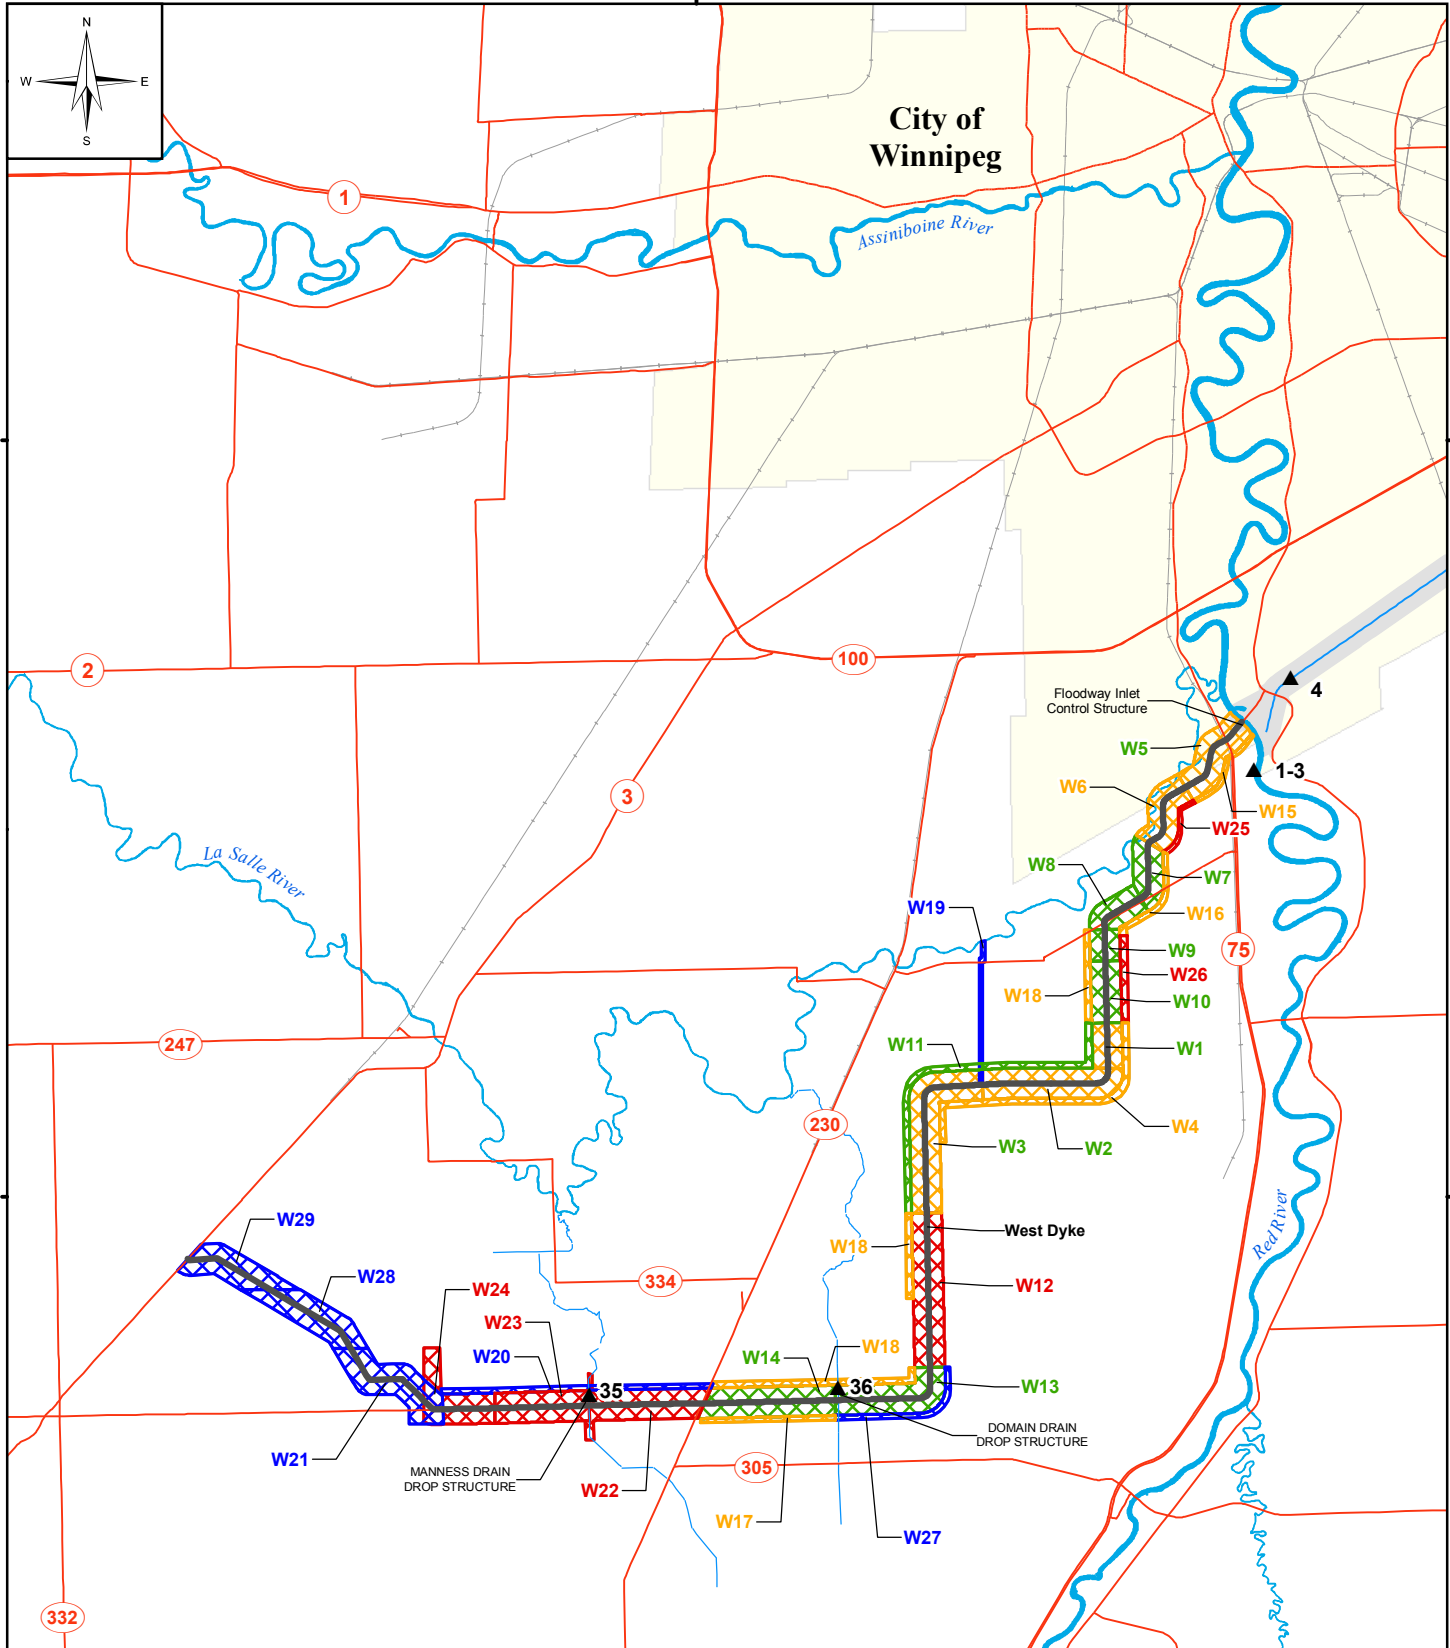 N
W E
S
City of
Winnipeg
1
Assiniboine River
2
100
Floodway Inlet
Control Structure
4
W5
1-3
W6
3
W15
W25
La Salle River
W8
W7
W19
W16
W9
75
W26
W18
W10
247
W11
W1
230
W4
W3
W2
Red River
W29
West Dyke
W18
W28
334
W24
W12
W23
W18
W20
W14
35
36
W13
DOMAIN DRAIN
DROP STRUCTURE
W21
MANNESS DRAIN
DROP STRUCTURE
305
W22
W17
W27
332